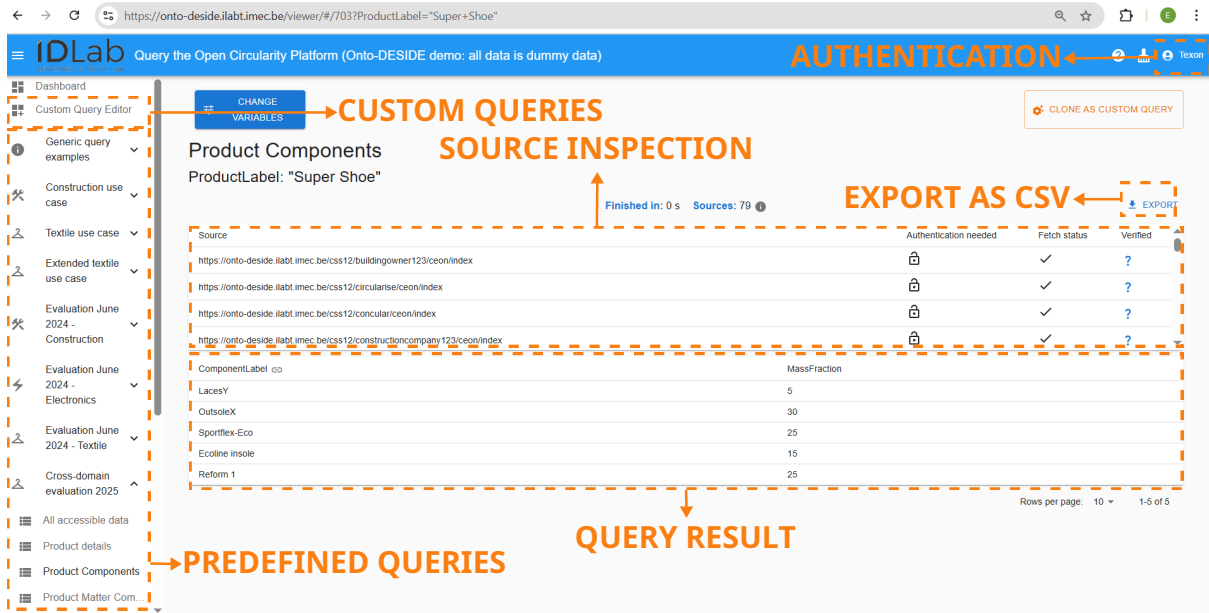 https://onto-deside.ilabt.imec.be/viewer/#/703?ProductLabel="Super+Shoe"
E
IDLab
Query the Open Circularity Platform (Onto-DESIDE demo: all data is dummy data)
AUTHENTICATION
Texon
Dashboard
Custom Query Editor
CHANGE
VARIABLES
CUSTOM QUERIES
CLONE AS CUSTOM QUERY
Generic query
examples
Product Components
SOURCE INSPECTION
ProductLabel: "Super Shoe"
Construction use
case
EXPORT AS CSV
EXPORT
Finished in: 0 s Sources: 79
Textile use case
Source Authentication needed Fetch status Verified
https://onto-deside.ilabt.imec.be/css12/buildingowner123/ceon/index ?
Extended textile
use case
https://onto-deside.ilabt.imec.be/css12/circularise/ceon/index ?
Evaluation June
2024 -
Construction
https://onto-deside.ilabt.imec.be/css12/concular/ceon/index ?
https://onto-deside.ilabt.imec.be/css12/constructioncompany123/ceon/index ?
Evaluation June
2024 -
Electronics
ComponentLabel MassFraction
LacesY 5
OutsoleX 30
Evaluation June
2024 - Textile
Sportflex-Eco 25
Ecoline insole 15
Cross-domain
evaluation 2025
Reform 1 25
Rows per page: 10 1-5 of 5
All accessible data
QUERY RESULT
Product details
PREDEFINED QUERIES
Product Components
Product Matter Com...